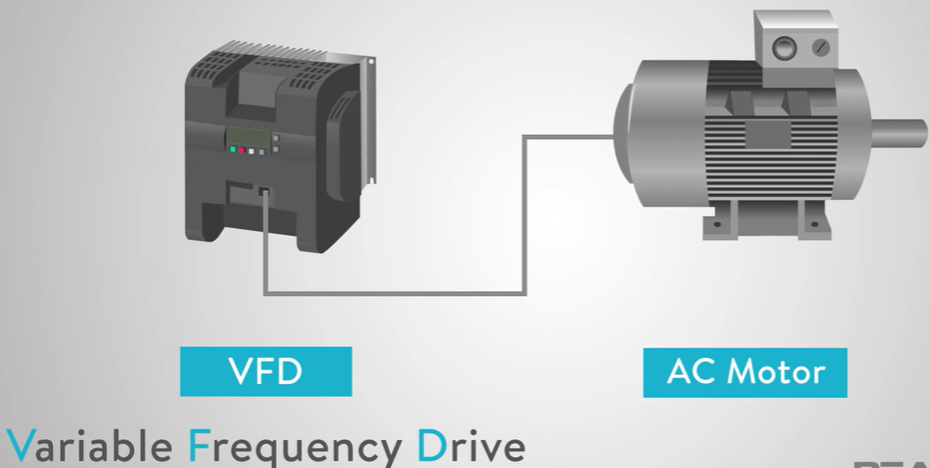 VFD
AC Motor
Variable Frequency Drive